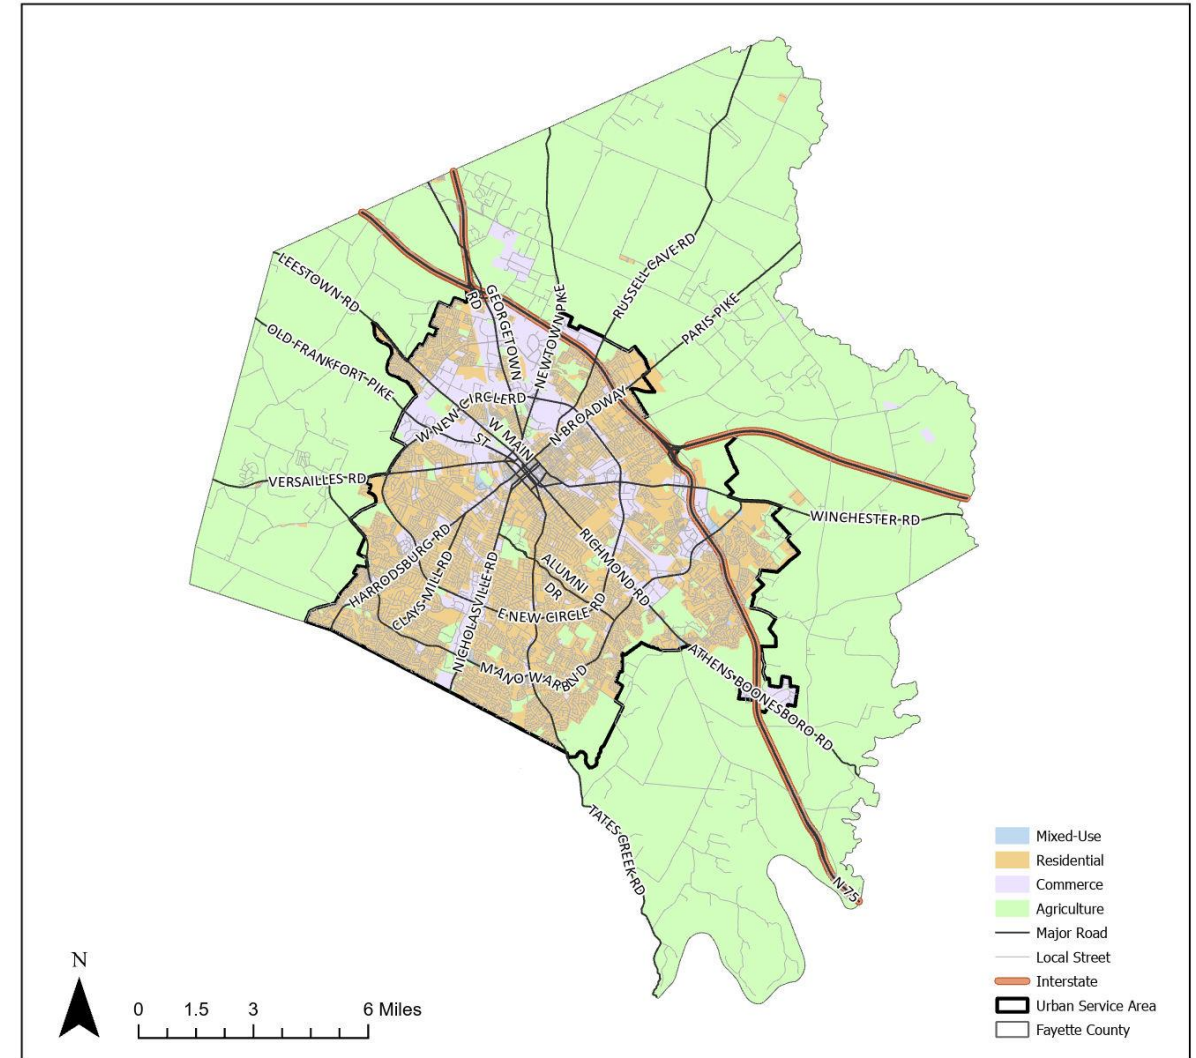 LEESTOWN RD
OLD FRANKFORT PIKE
RD
GEORGETOWN
NEWTOWN PIKE
RUSSELL CAVE RD
PARIS PIKE
W NEW CIRCLE RD
W MAIN
ST
N BROADWAY
VERSAILLES RD
WINCHESTER RD
HARRODSBURG RD
CLAYS MILL RD
NICHOLASVILLE RD
ALUMNI
DR
RICHMOND RD
E NEW CIRCLE RD
MAN O WAR BLVD
ATHENS BOONESBORO RD
TATES CREEK RD
N 75
Mixed-Use
Residential
Commerce
Agriculture
Major Road
Local Street
Interstate
Urban Service Area
Fayette County
N
0 1.5 3 6 Miles